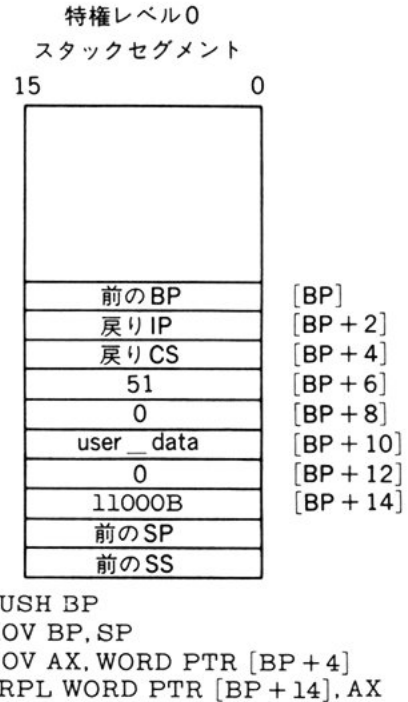 特権レベル0
スタックセグメント
15 0
前のBP [BP]
戻りIP [BP+2]
戻りCS [BP+4]
51 [BP+6]
0 [BP+8]
user__data [BP+10]
0 [BP+12]
11000B [BP+14]
前のSP
前のSS
USH BP
OV BP, SP
OV AX, WORD PTR [BP+4]
RPL WORD PTR [BP+14], AX